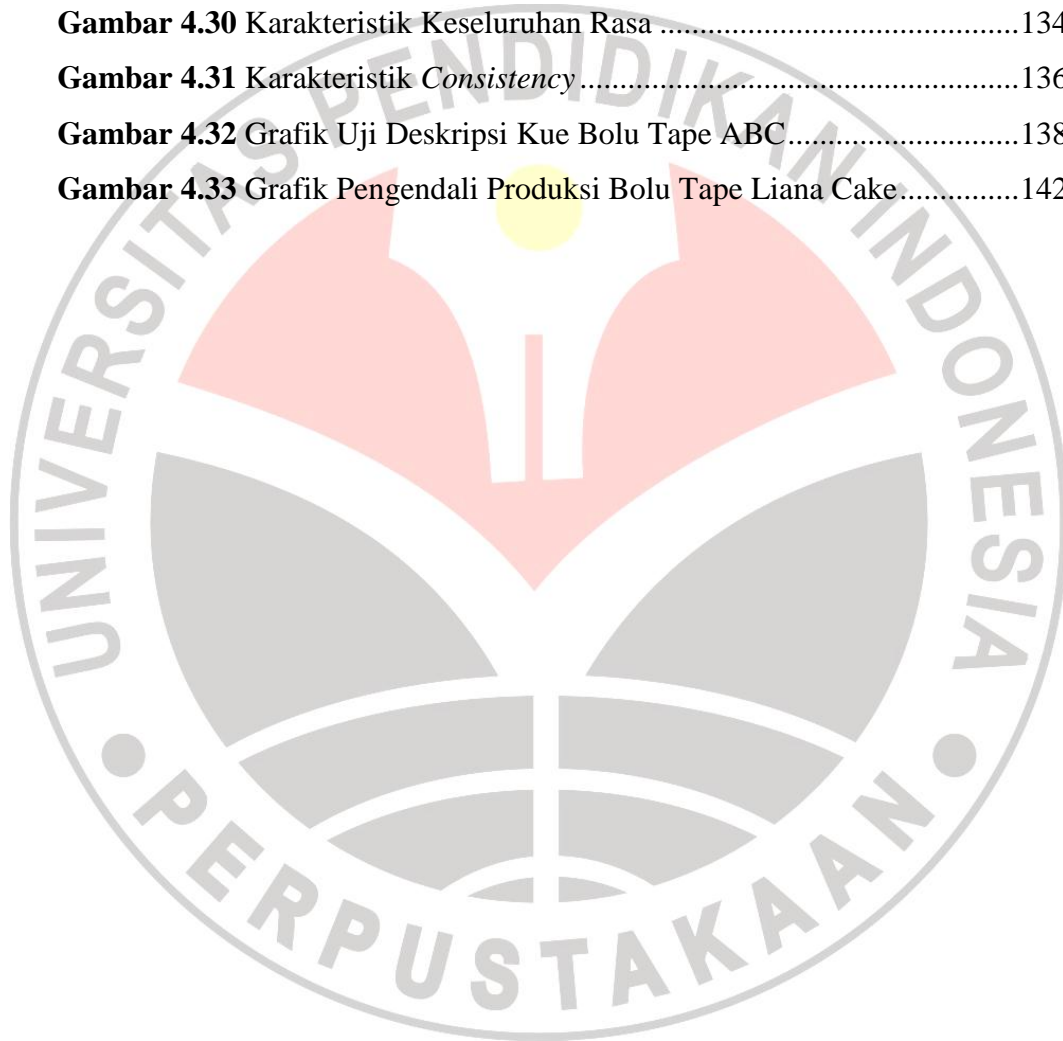 Gambar 4.30 Karakteristik Keseluruhan Rasa ........................................134
Gambar 4.31 Karakteristik Consistency ..................................................136
Gambar 4.32 Grafik Uji Deskripsi Kue Bolu Tape ABC..........................138
Gambar 4.33 Grafik Pengendali Produksi Bolu Tape Liana Cake...............142
UNIVERSITAS PENDIDIKAN INDONESIA
PERPUSTAKAAN